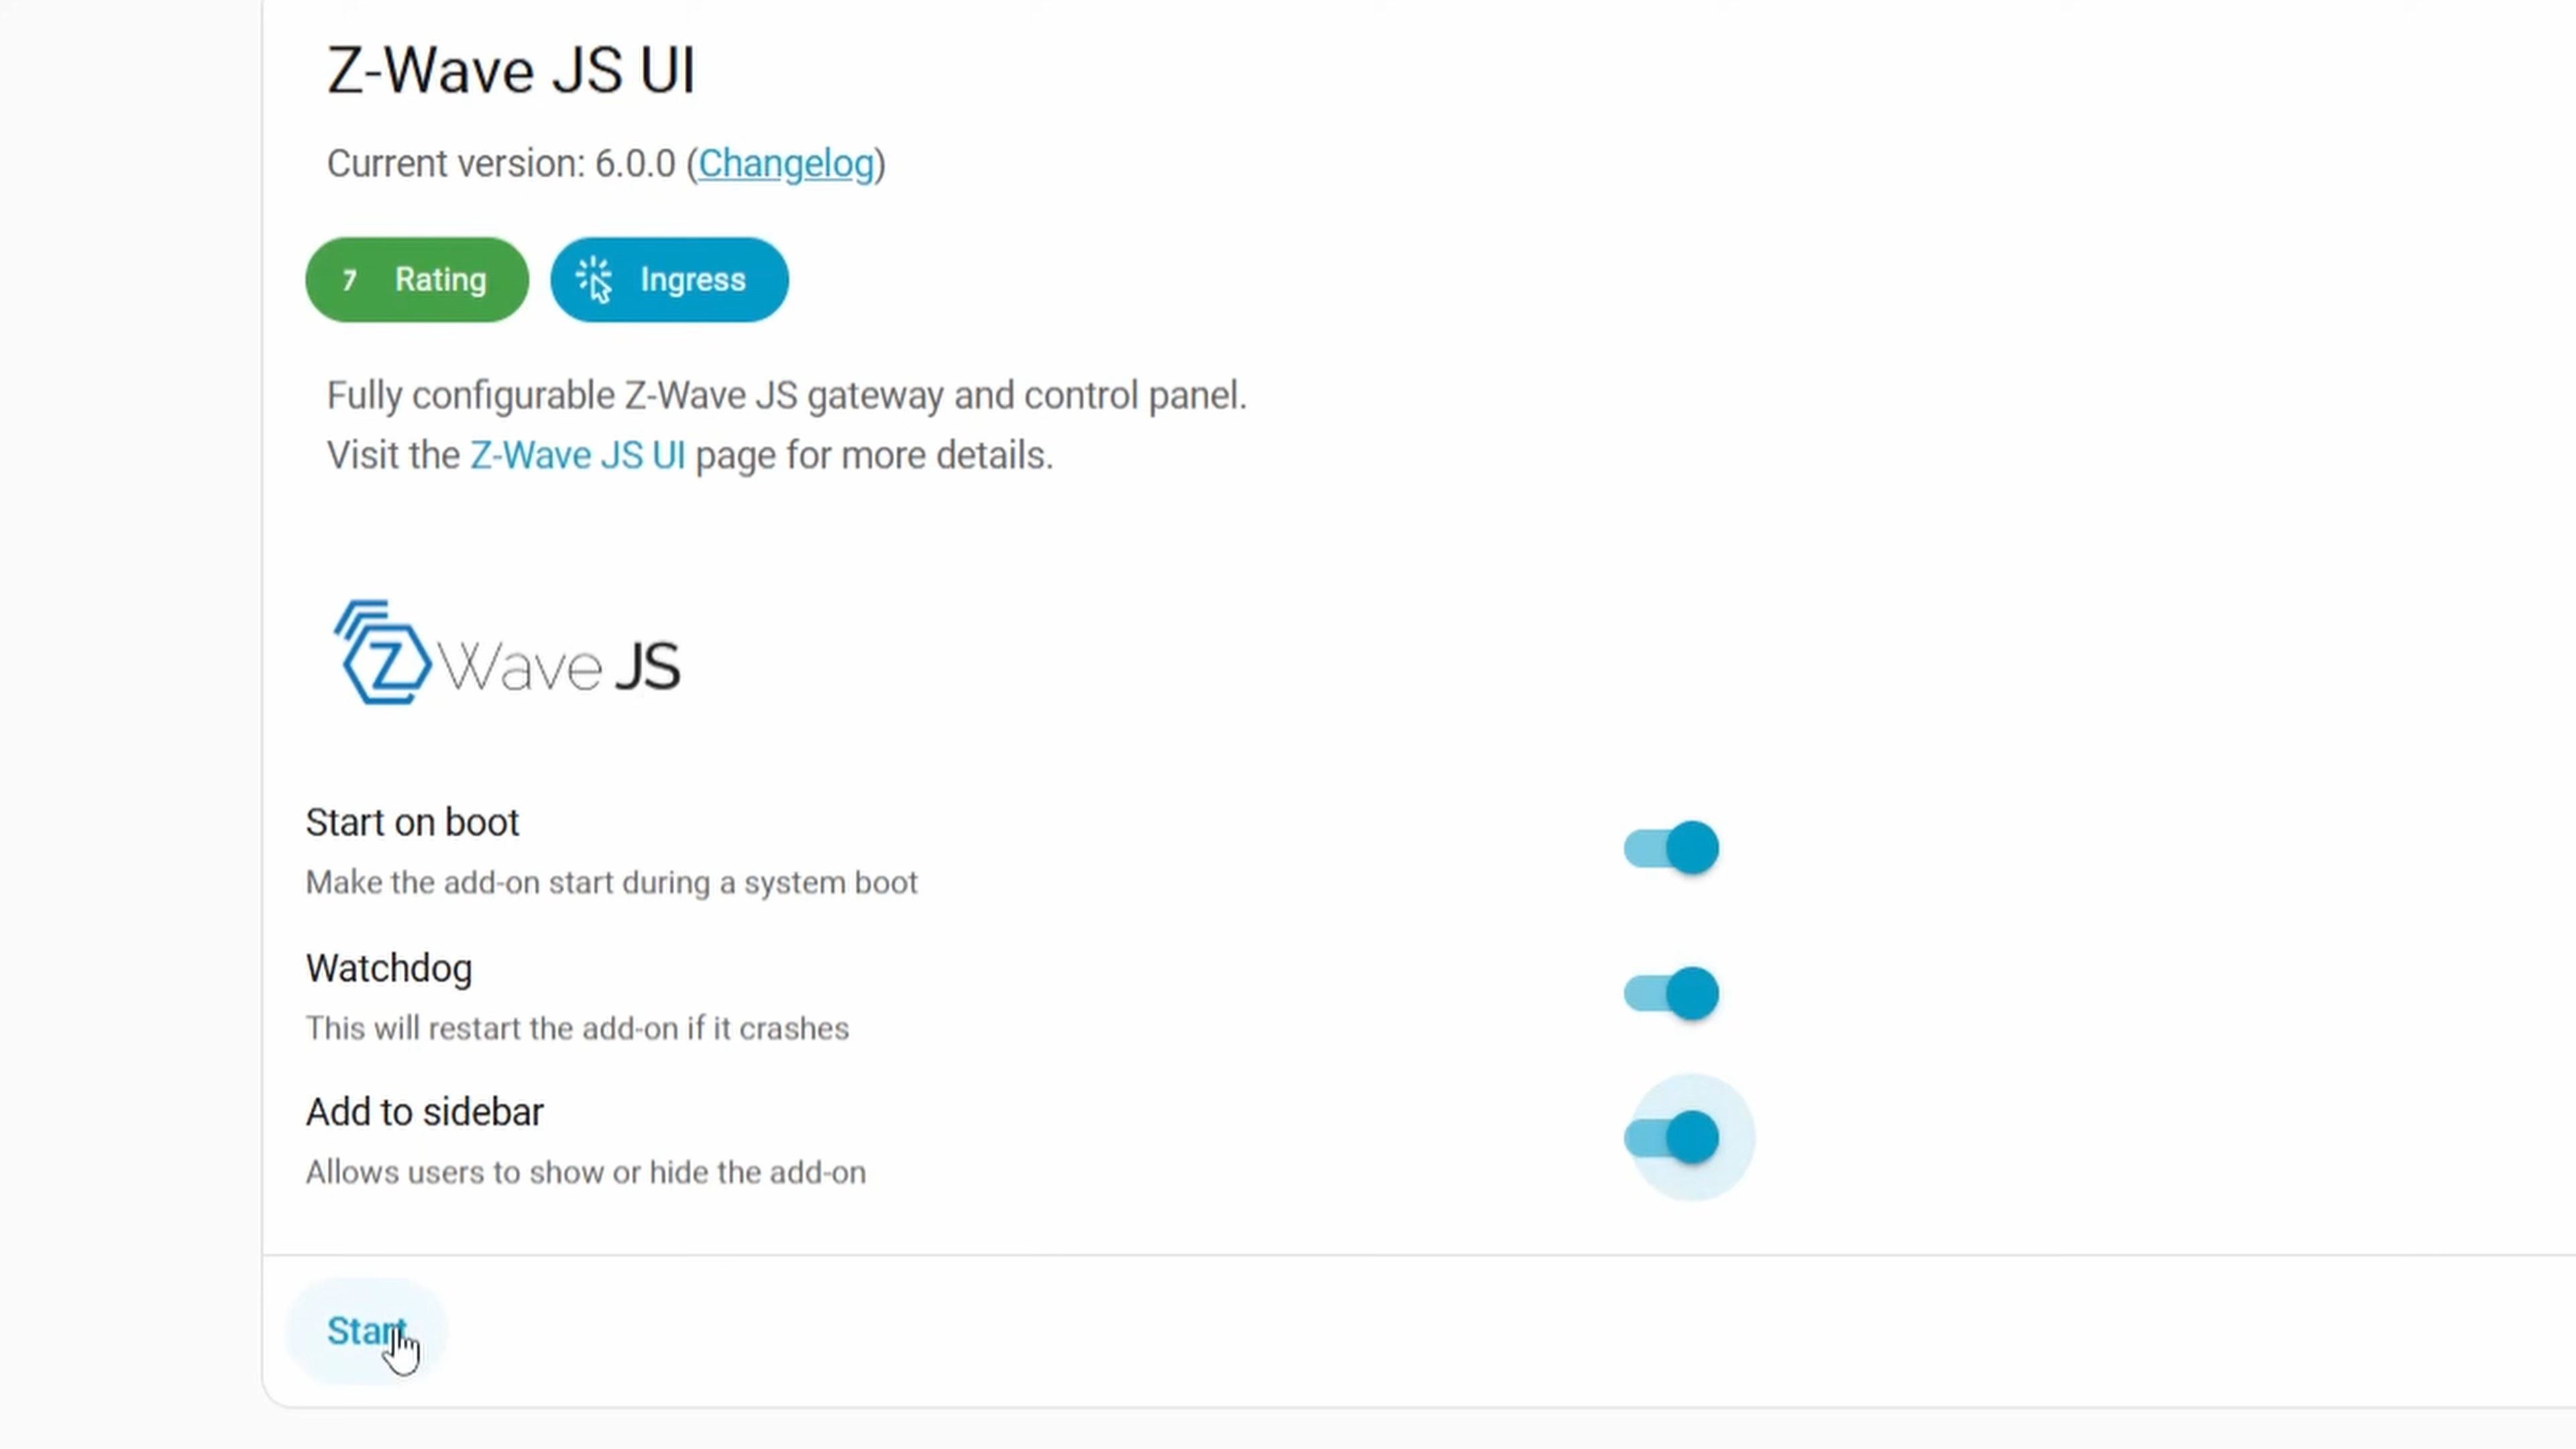 Z-Wave JS UI
Current version: 6.0.0 (Changelog)
7 Rating
Ingress
Fully configurable Z-Wave JS gateway and control panel.
Visit the Z-Wave JS UI page for more details.
Z Wave JS
Start on boot
Make the add-on start during a system boot
Watchdog
This will restart the add-on if it crashes
Add to sidebar
Allows users to show or hide the add-on
Start